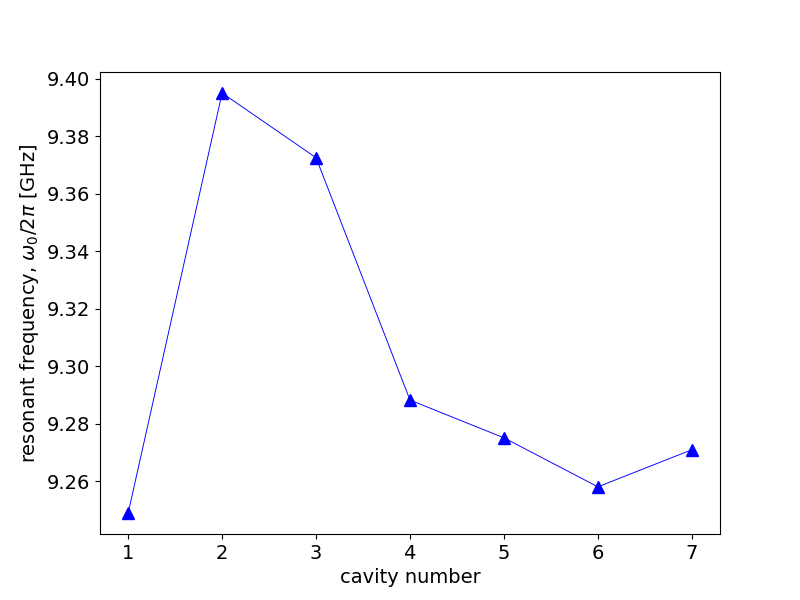 9.40
9.38
9.36
9.34
9.32
9.30
9.28
9.26
resonant frequency, ω₀/2π [GHz]
1 2 3 4 5 6 7
cavity number